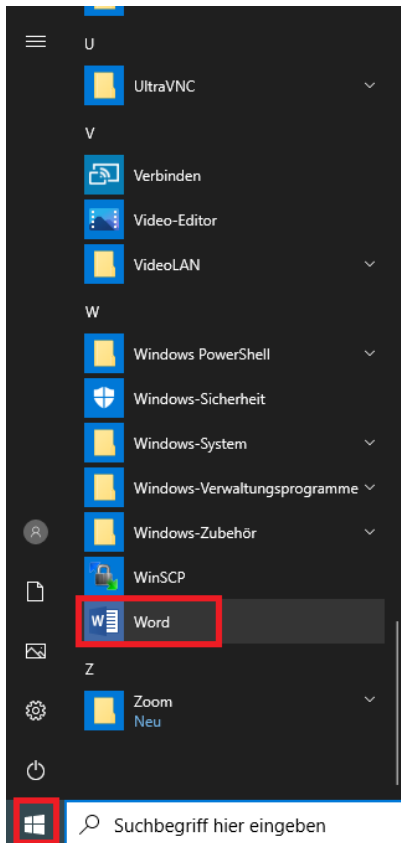 U
UltraVNC
V
Verbinden
Video-Editor
VideoLAN
W
Windows PowerShell
Windows-Sicherheit
Windows-System
Windows-Verwaltungsprogramme
Windows-Zubehör
WinSCP
Word
Z
Zoom
Neu
Suchbegriff hier eingeben